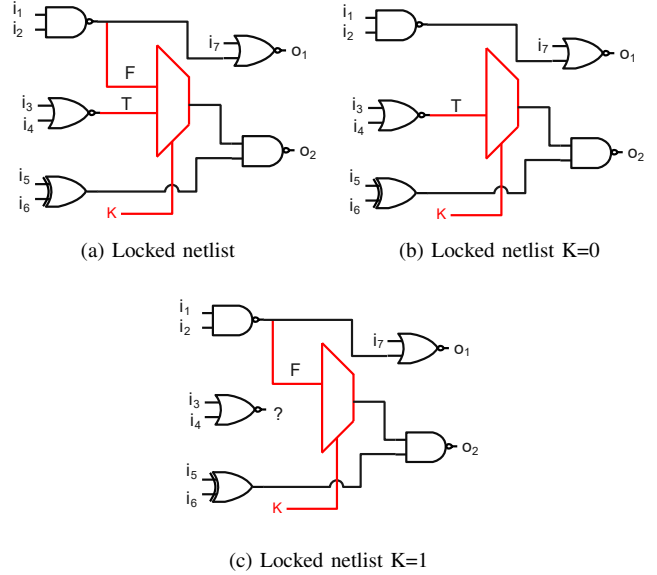 i₁
i₂
i₇
o₁
F
T
i₃
i₄
o₂
i₅
i₆
K
(a) Locked netlist
i₁
i₂
i₇
o₁
T
i₃
i₄
o₂
i₅
i₆
K
(b) Locked netlist K=0
i₁
i₂
i₇
o₁
F
i₃
i₄
?
o₂
i₅
i₆
K
(c) Locked netlist K=1